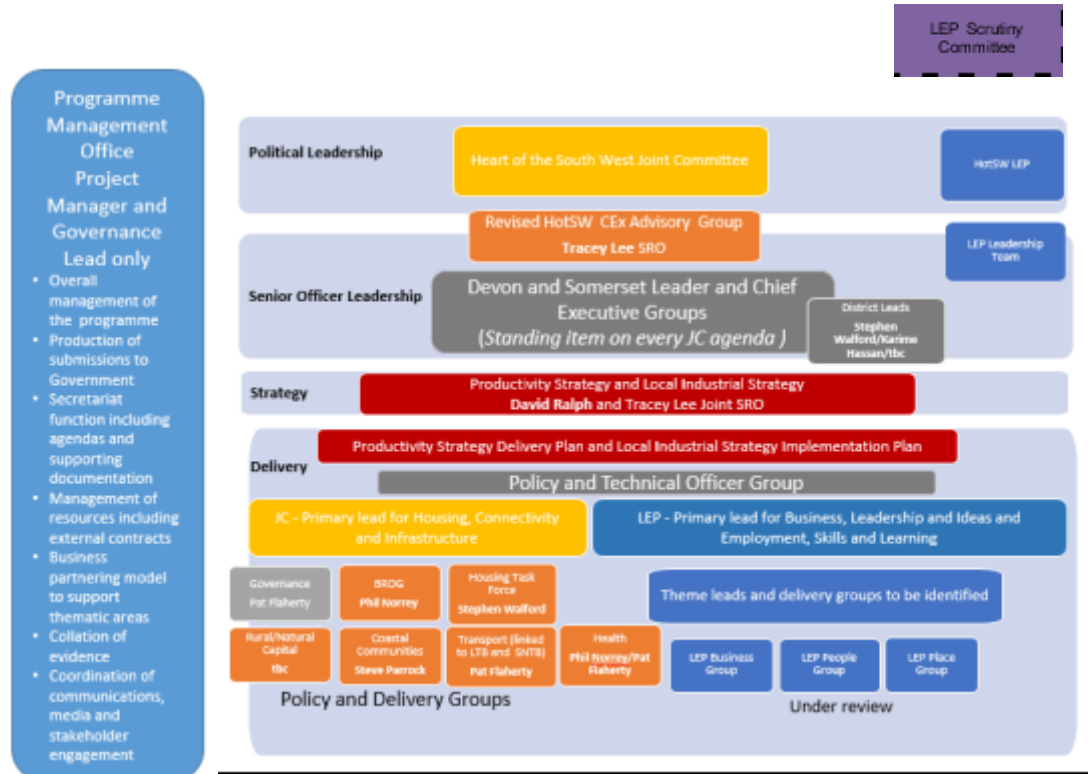 LEP Scrutiny
Committee
Programme
Management
Office
Project
Manager and
Governance
Lead only
• Overall
management of
the programme
• Production of
submissions to
Government
• Secretariat
function including
agendas and
supporting
documentation
• Management of
resources including
external contracts
• Business
partnering model
to support
thematic areas
• Collation of
evidence
• Coordination of
communications,
media and
stakeholder
engagement
Political Leadership
Heart of the South West Joint Committee
HotSW LEP
Revised HotSW CEx Advisory Group
Tracey Lee SRO
LEP Leadership
Team
Senior Officer Leadership
Devon and Somerset Leader and Chief
Executive Groups
(Standing item on every JC agenda )
District Leads
Stephen
Walford/Karime
Hassan/tbc
Strategy
Productivity Strategy and Local Industrial Strategy
David Ralph and Tracey Lee Joint SRO
Productivity Strategy Delivery Plan and Local Industrial Strategy Implementation Plan
Delivery
Policy and Technical Officer Group
JC - Primary lead for Housing, Connectivity
and Infrastructure
LEP - Primary lead for Business, Leadership and Ideas and
Employment, Skills and Learning
Governance
Pat Flaherty
BROG
Phil Norrey
Housing Task
Force
Stephen Walford
Theme leads and delivery groups to be identified
Rural/Natural
Capital
tbc
Coastal
Communities
Steve Parrock
Transport (linked
to LTB and SNTB)
Pat Flaherty
Health
Phil Norrey/Pat
Flaherty
LEP Business
Group
LEP People
Group
LEP Place
Group
Policy and Delivery Groups
Under review